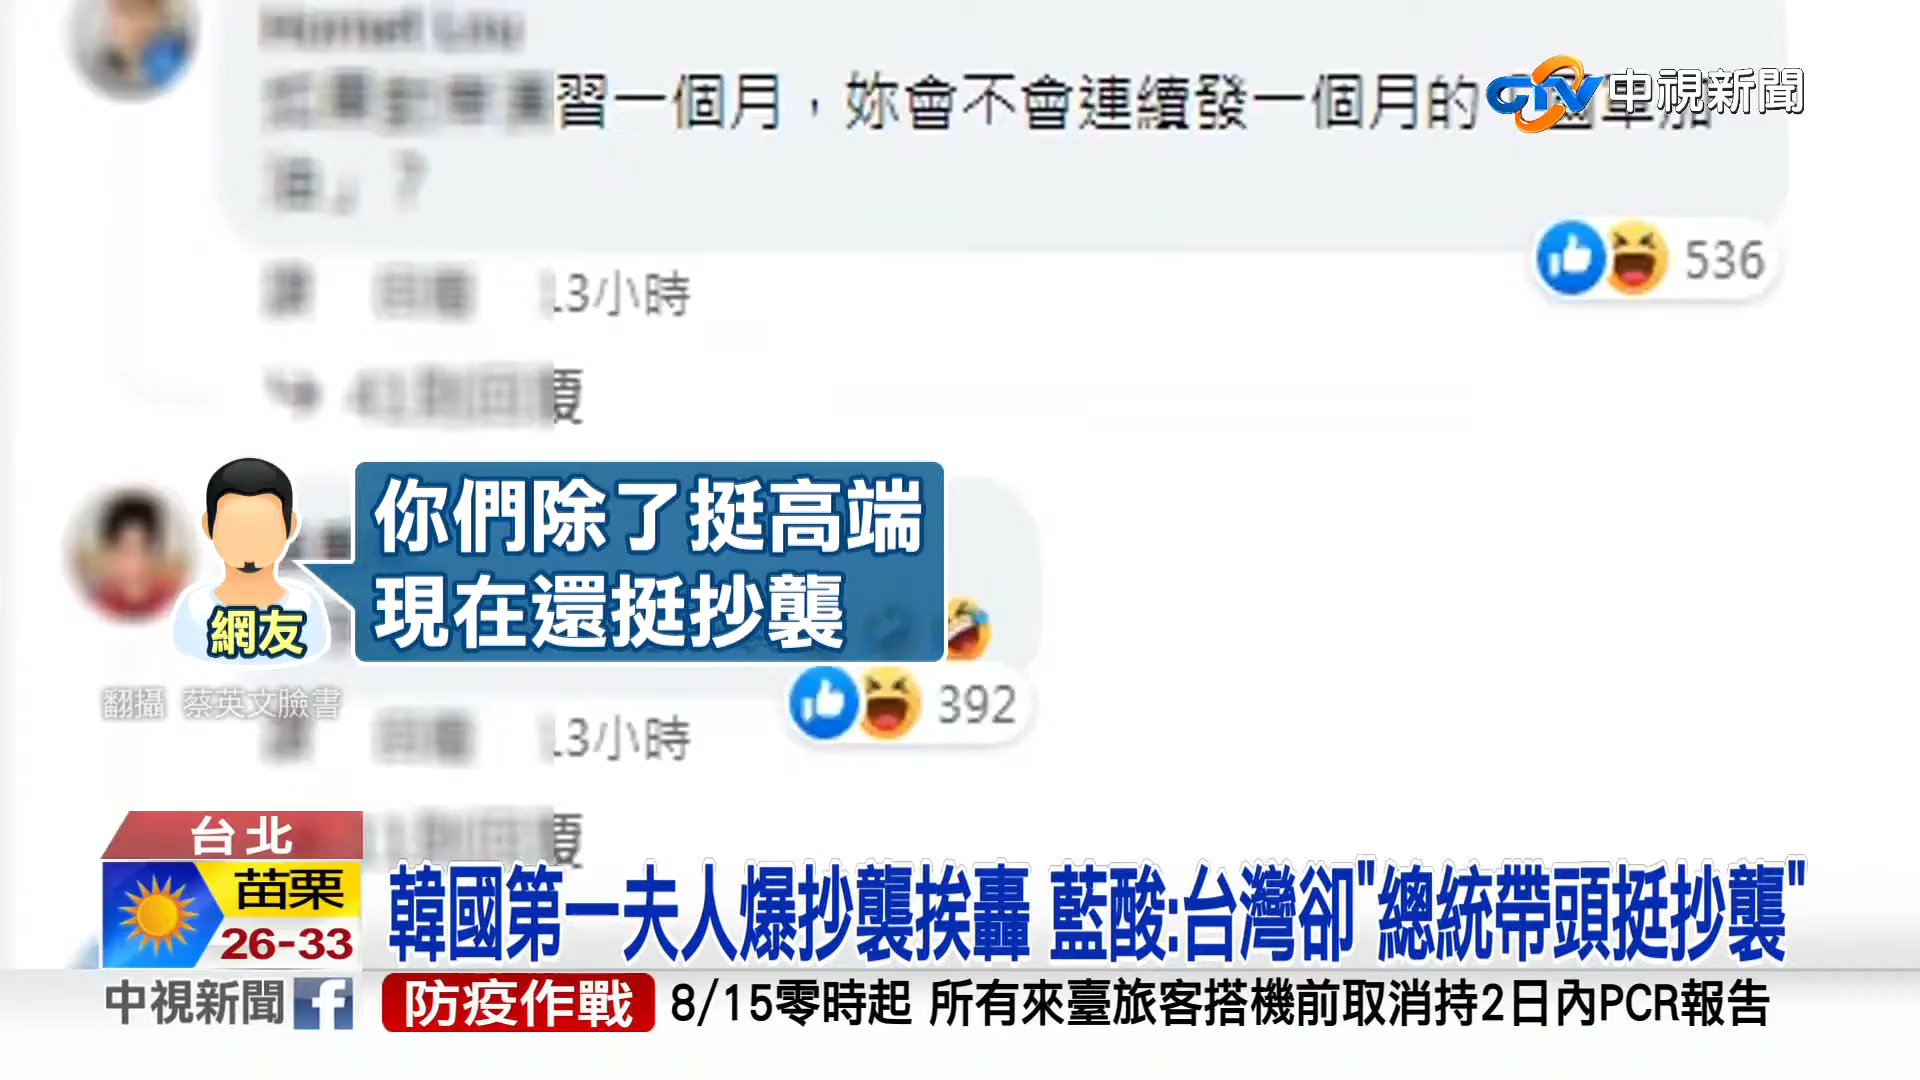 習一個月，妳會不會連續發一個月的
CTV 中視新聞
536
13小時
你們除了挺高端
現在還挺抄襲
網友
翻攝 蔡英文臉書
392
13小時
台北
苗栗
26-33
韓國第一夫人爆抄襲挨轟 藍酸:台灣卻"總統帶頭挺抄襲"
中視新聞 f
防疫作戰 8/15零時起 所有來臺旅客搭機前取消持2日內PCR報告